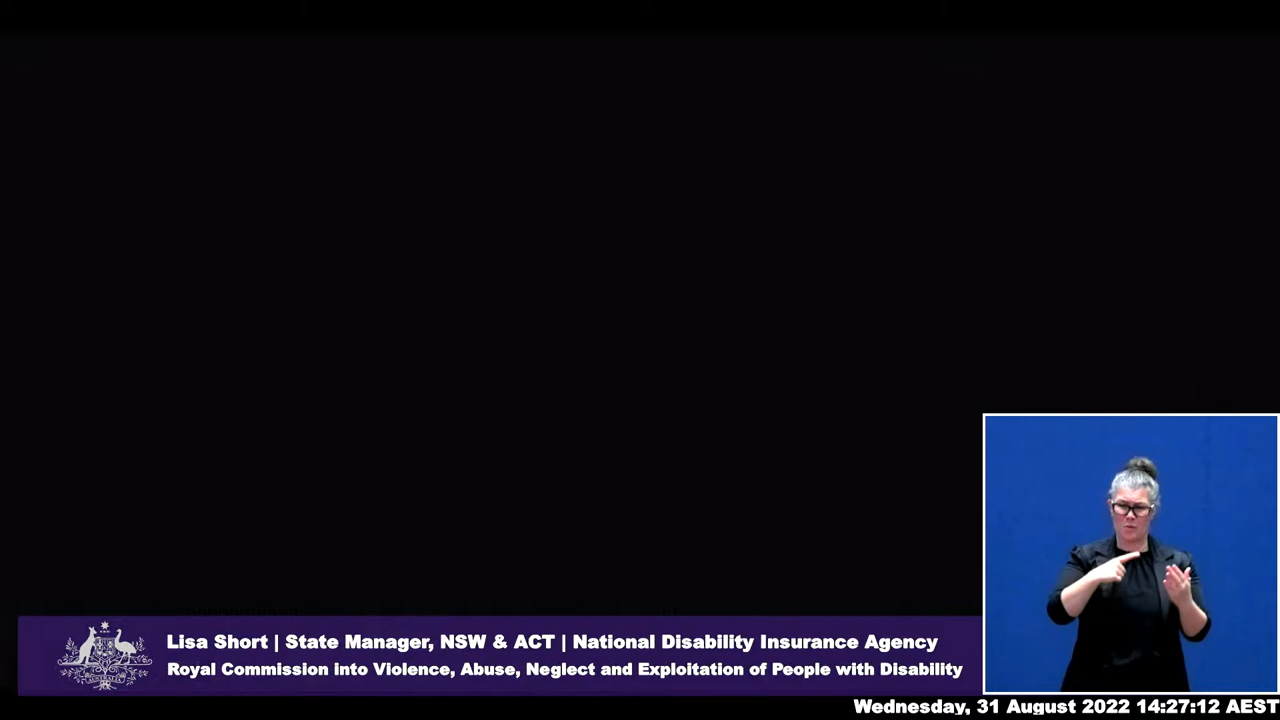 Lisa Short | State Manager, NSW & ACT | National Disability Insurance Agency
Royal Commission into Violence, Abuse, Neglect and Exploitation of People with Disability
Wednesday, 31 August 2022 14:27:12 AEST